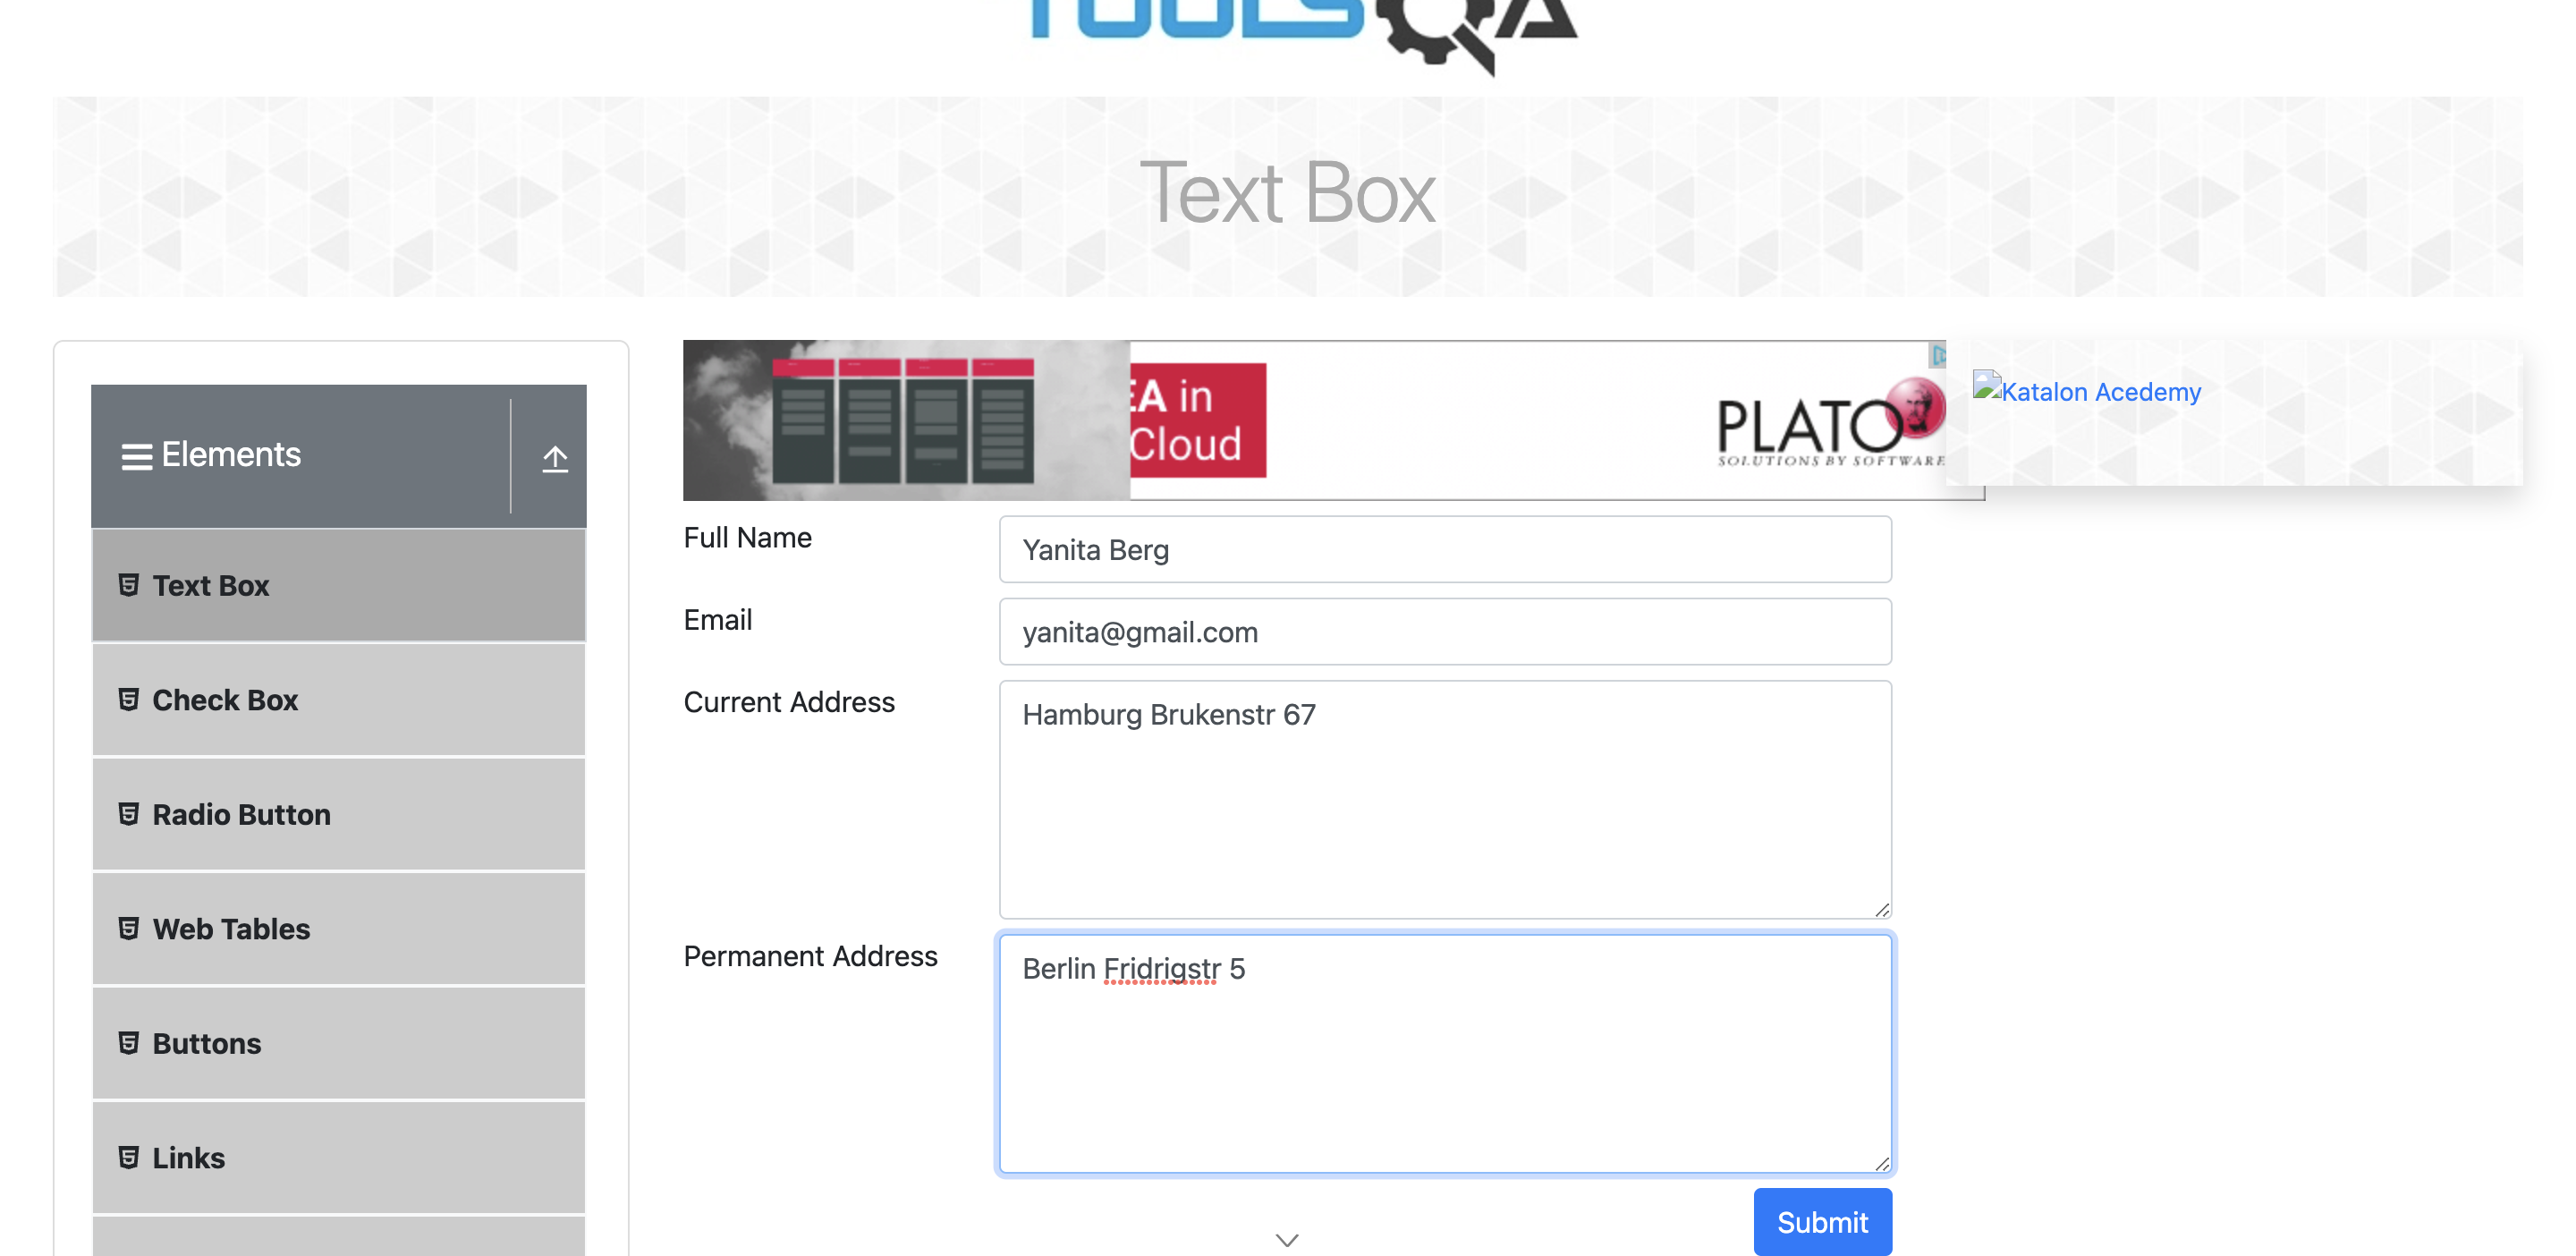 TOOLSQA
Text Box
Elements
Text Box
Check Box
Radio Button
Web Tables
Buttons
Links
EA in
Cloud
PLATO
SOLUTIONS BY SOFTWARE
Katalon Acedemy
Full Name
Yanita Berg
Email
yanita@gmail.com
Current Address
Hamburg Brukenstr 67
Permanent Address
Berlin Fridrigstr 5
Submit